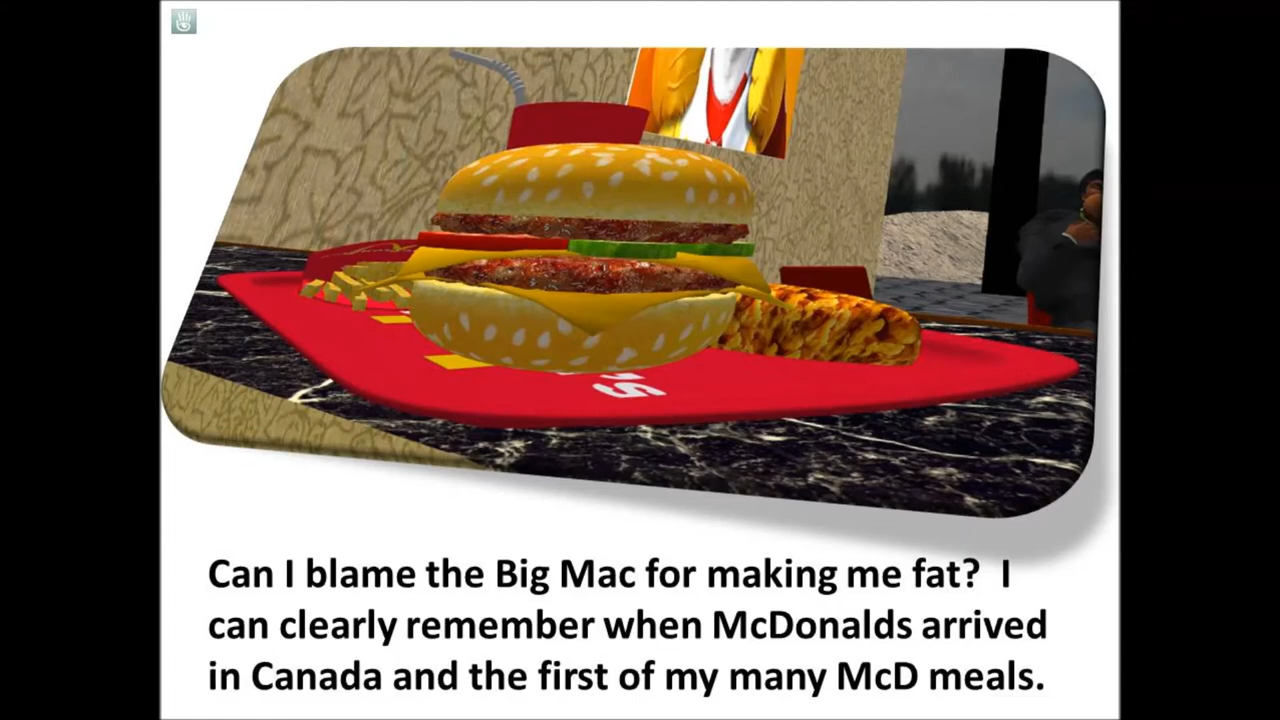 Can I blame the Big Mac for making me fat?  I
can clearly remember when McDonalds arrived
in Canada and the first of my many McD meals.